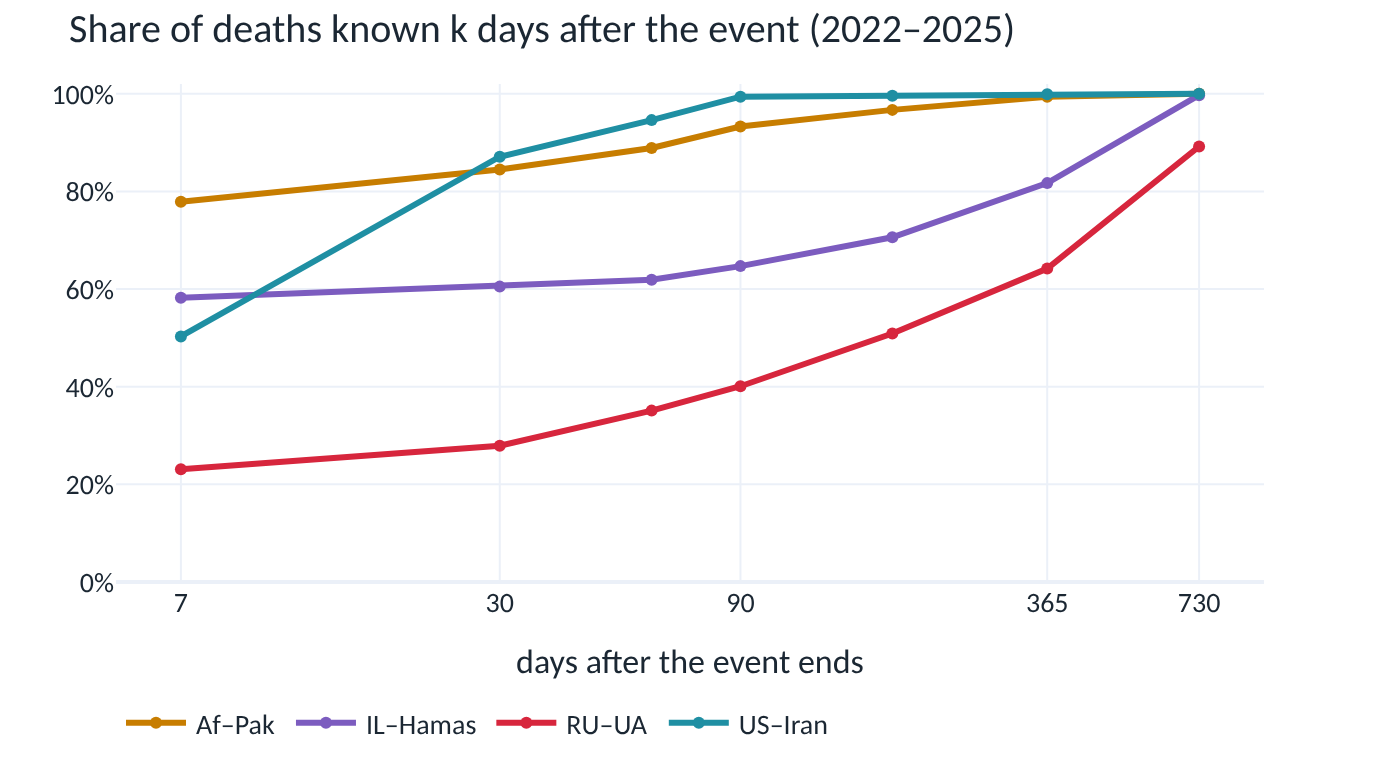 Share of deaths known k days after the event (2022–2025)
100%
80%
60%
40%
20%
0%
7 30 90 365 730
days after the event ends
Af–Pak IL–Hamas RU–UA US–Iran